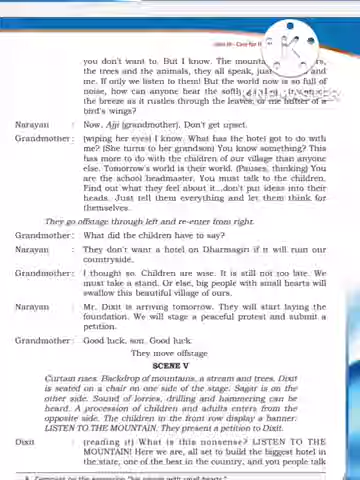 Unit III – Care for
you don't want to. But I know. The
the trees and the animals, they all speak, just and
me. If only we listen to them! But the world now is so full of
noise, how can anyone hear the softly
the breeze as it rustles through the leaves, or the flutter of a
bird's wings?
KINEMASTER
Narayan : Now, Ajji (grandmother). Don't get upset.
Grandmother : (wiping her eyes) I know. What has the hotel got to do with
me? (She turns to her grandson) You know something? This
has more to do with the children of our village than anyone
else. Tomorrow's world is their world. (Pauses, thinking) You
are the school headmaster. You must talk to the children.
Find out what they feel about it...don't put ideas into their
heads. Just tell them everything and let them think for
themselves.
They go offstage through left and re-enter from right.
Grandmother : What did the children have to say?
Narayan : They don't want a hotel on Dharmagiri if it will ruin our
countryside.
Grandmother : I thought so. Children are wise. It is still not too late. We
must take a stand. Or else, big people with small hearts will
swallow this beautiful village of ours.
Narayan : Mr. Dixit is arriving tomorrow. They will start laying the
foundation. We will stage a peaceful protest and submit a
petition.
Grandmother : Good luck, son. Good luck.
They move offstage
SCENE V
Curtain rises. Backdrop of mountains, a stream and trees. Dixit
is seated on a chair on one side of the stage. Sagar is on the
other side. Sound of lorries, drilling and hammering can be
heard. A procession of children and adults enters from the
opposite side. The children in the front row display a banner:
LISTEN TO THE MOUNTAIN. They present a petition to Dixit.
Dixit : (reading it) What is this nonsense? LISTEN TO THE
MOUNTAIN! Here we are, all set to build the biggest hotel in
the state, one of the best in the country, and you people talk